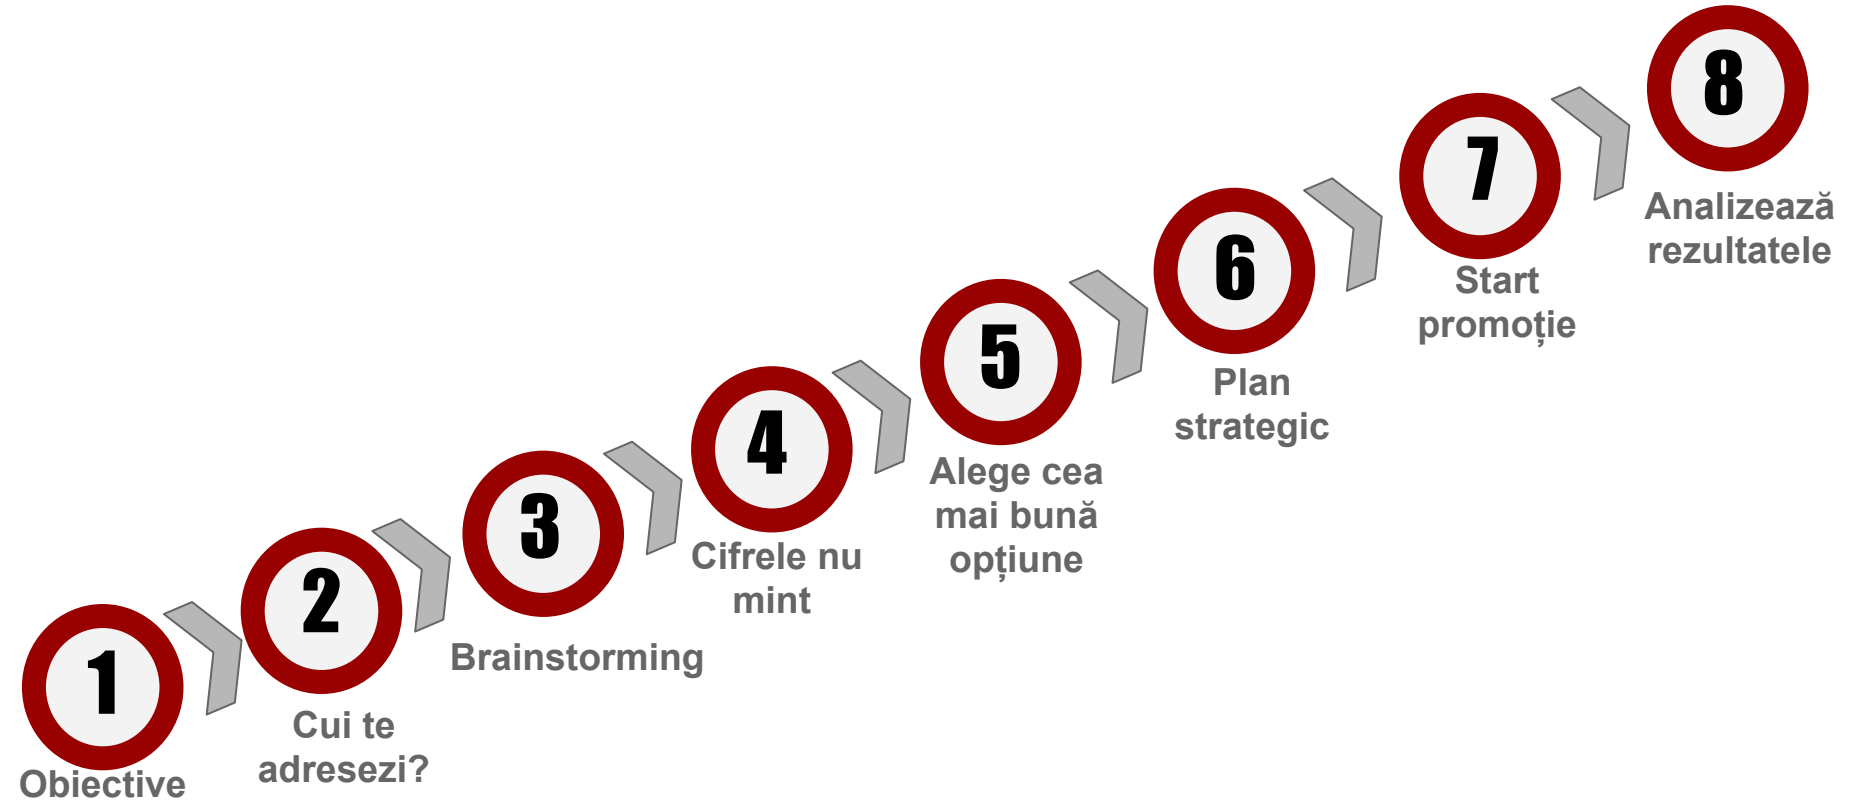 1
Obiective
2
Cui te
adresezi?
3
Brainstorming
4
Cifrele nu
mint
5
Alege cea
mai bună
opțiune
6
Plan
strategic
7
Start
promoție
8
Analizează
rezultatele